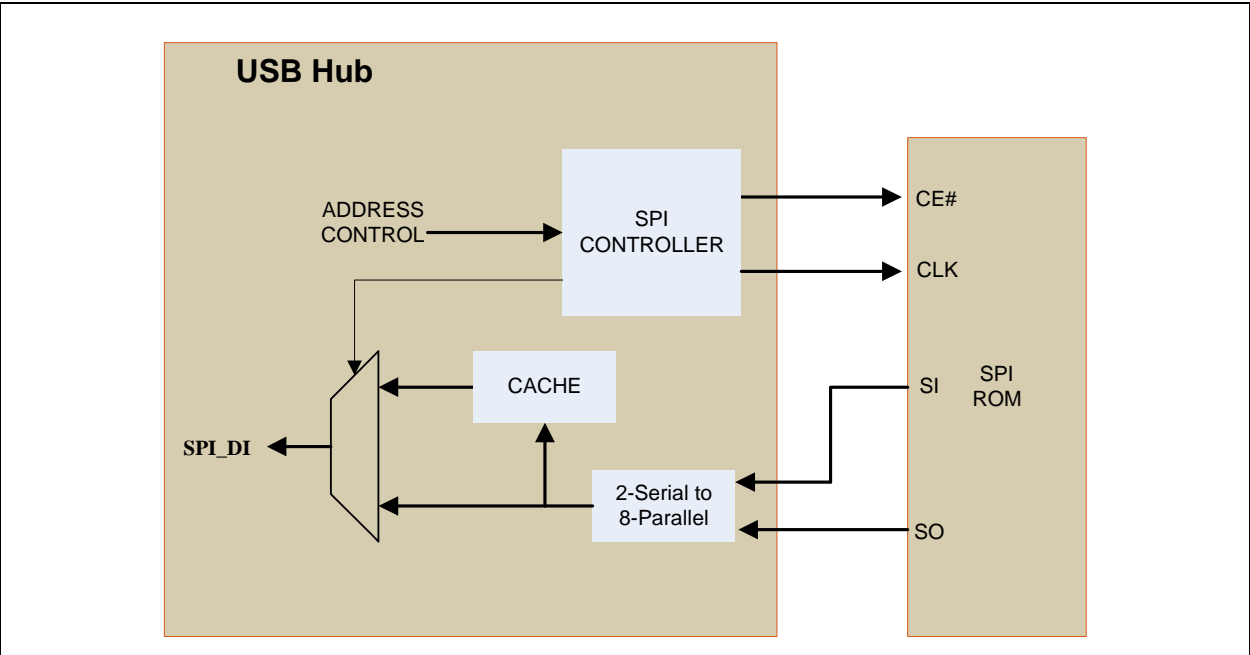 USB Hub
ADDRESS
CONTROL
SPI
CONTROLLER
CE#
CLK
CACHE
SI
SPI
ROM
SPI_DI
2-Serial to
8-Parallel
SO